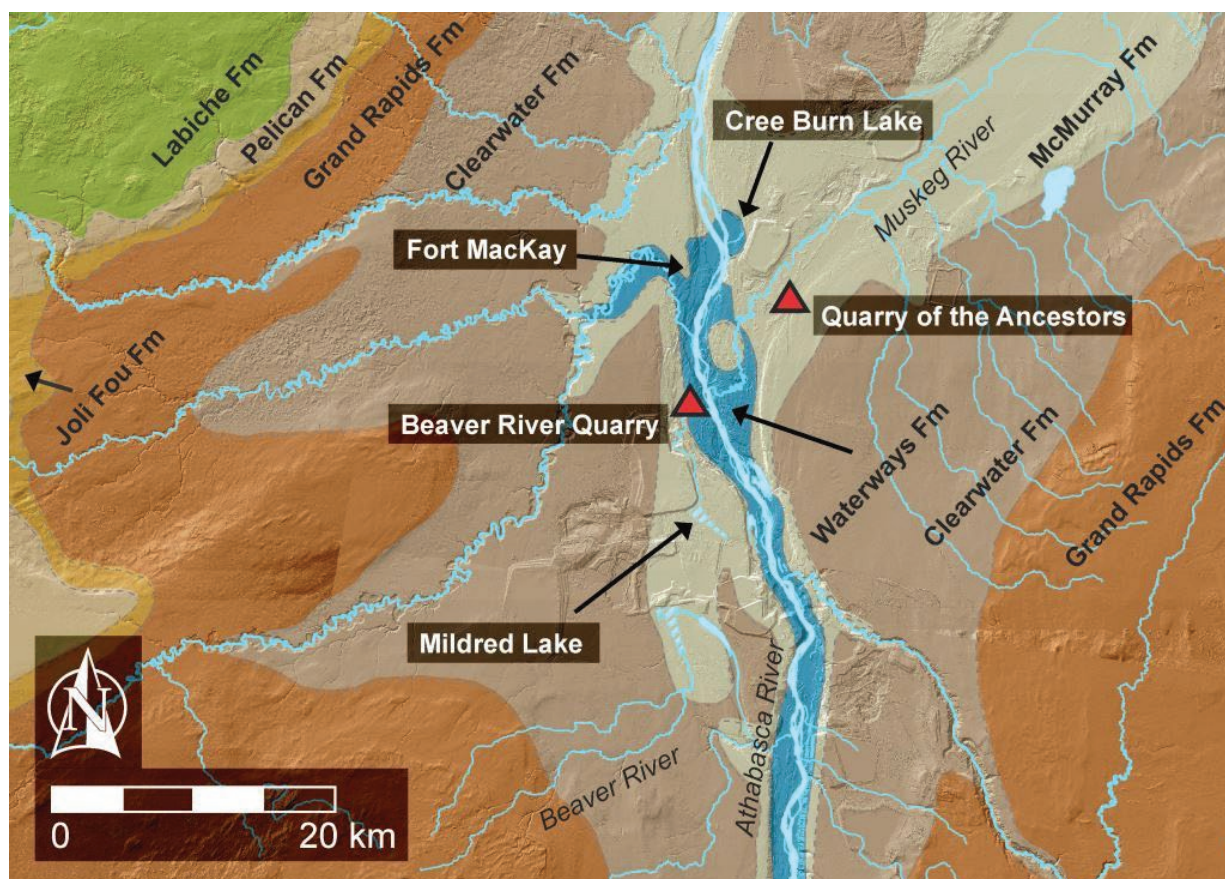 Labiche Fm
Pelican Fm
Grand Rapids Fm
Clearwater Fm
Cree Burn Lake
Muskeg River
McMurray Fm
Fort MacKay
Quarry of the Ancestors
Joli Fou Fm
Beaver River Quarry
Waterways Fm
Clearwater Fm
Grand Rapids Fm
Mildred Lake
N
Beaver River
Athabasca River
0 20 km